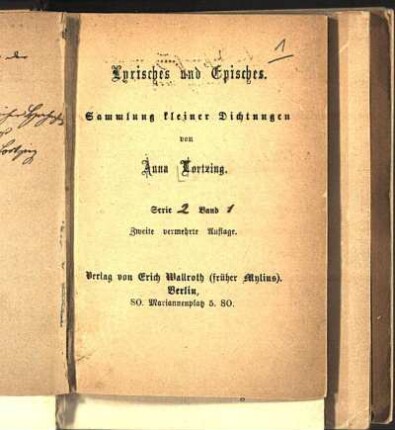 1
Lyrisches und Episches.
Sammlung kleiner Dichtungen
von
Anna Lortzing.
Serie 2 Band 1
Zweite vermehrte Auflage.
Verlag von Erich Wallroth (früher Mylius).
Berlin,
SO. Mariannenplatz 5. SO.